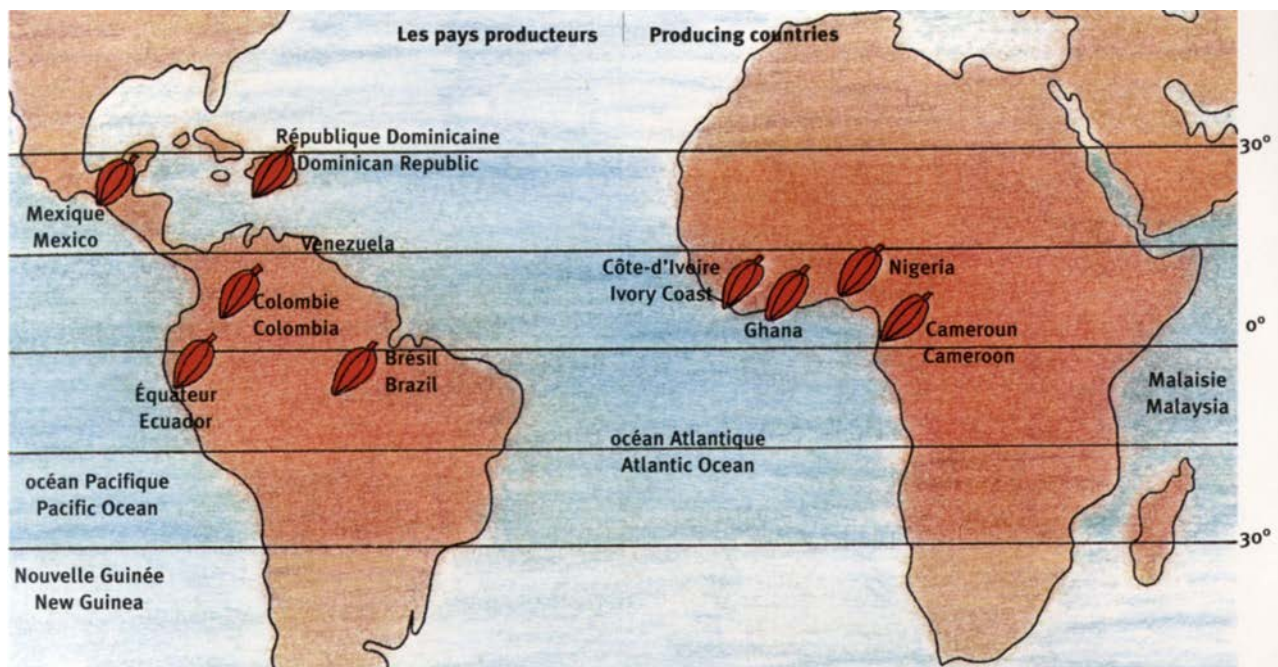 Les pays producteurs
Producing countries
République Dominicaine
Dominican Republic
30°
Mexique
Mexico
Venezuela
Côte-d'Ivoire
Ivory Coast
Nigeria
Colombie
Colombia
Ghana
Cameroun
Cameroon
0°
Brésil
Brazil
Équateur
Ecuador
Malaisie
Malaysia
océan Atlantique
Atlantic Ocean
océan Pacifique
Pacific Ocean
30°
Nouvelle Guinée
New Guinea